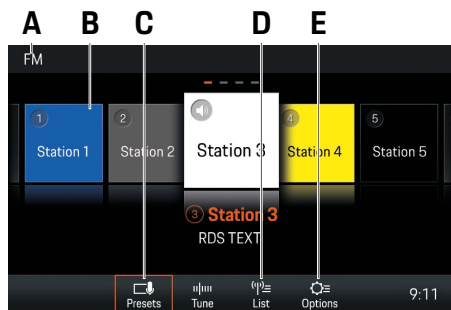 A B C D E
FM
1 2 4 5
Station 1 Station 2 Station 3 Station 4 Station 5
3 Station 3
RDS TEXT
Presets Tune List Options 9:11